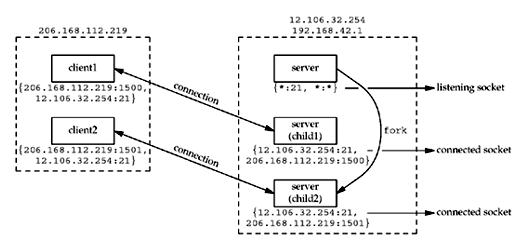 206.168.112.219
12.106.32.254
192.168.42.1
client1
{206.168.112.219:1500,
12.106.32.254:21}
client2
{206.168.112.219:1501,
12.106.32.254:21}
connection
connection
server
{*:21, *:*}
listening socket
fork
server
(child1)
{12.106.32.254:21,
206.168.112.219:1500}
connected socket
server
(child2)
{12.106.32.254:21,
206.168.112.219:1501}
connected socket